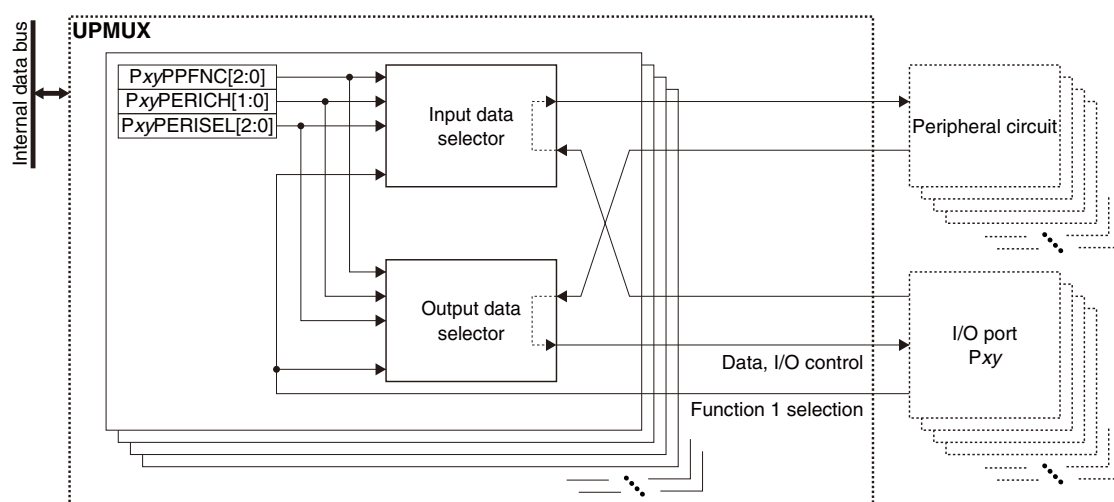 UPMUX
Internal data bus
PxyPPFNC[2:0]
PxyPERICH[1:0]
PxyPERISEL[2:0]
Input data
selector
Peripheral circuit
Output data
selector
I/O port
Pxy
Data, I/O control
Function 1 selection